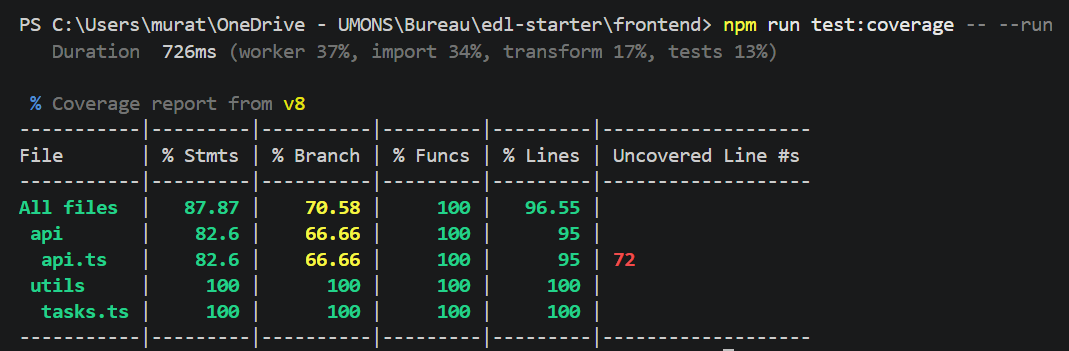 PS C:\Users\murat\OneDrive - UMONS\Bureau\edl-starter\frontend> npm run test:coverage -- --run
   Duration  726ms (worker 37%, import 34%, transform 17%, tests 13%)
 % Coverage report from v8
-----------|---------|----------|---------|---------|-------------------
File       | % Stmts | % Branch | % Funcs | % Lines | Uncovered Line #s
-----------|---------|----------|---------|---------|-------------------
All files  |   87.87 |    70.58 |     100 |   96.55 |
 api       |    82.6 |    66.66 |     100 |      95 |
  api.ts   |    82.6 |    66.66 |     100 |      95 | 72
 utils     |     100 |      100 |     100 |     100 |
  tasks.ts |     100 |      100 |     100 |     100 |
-----------|---------|----------|---------|---------|-------------------